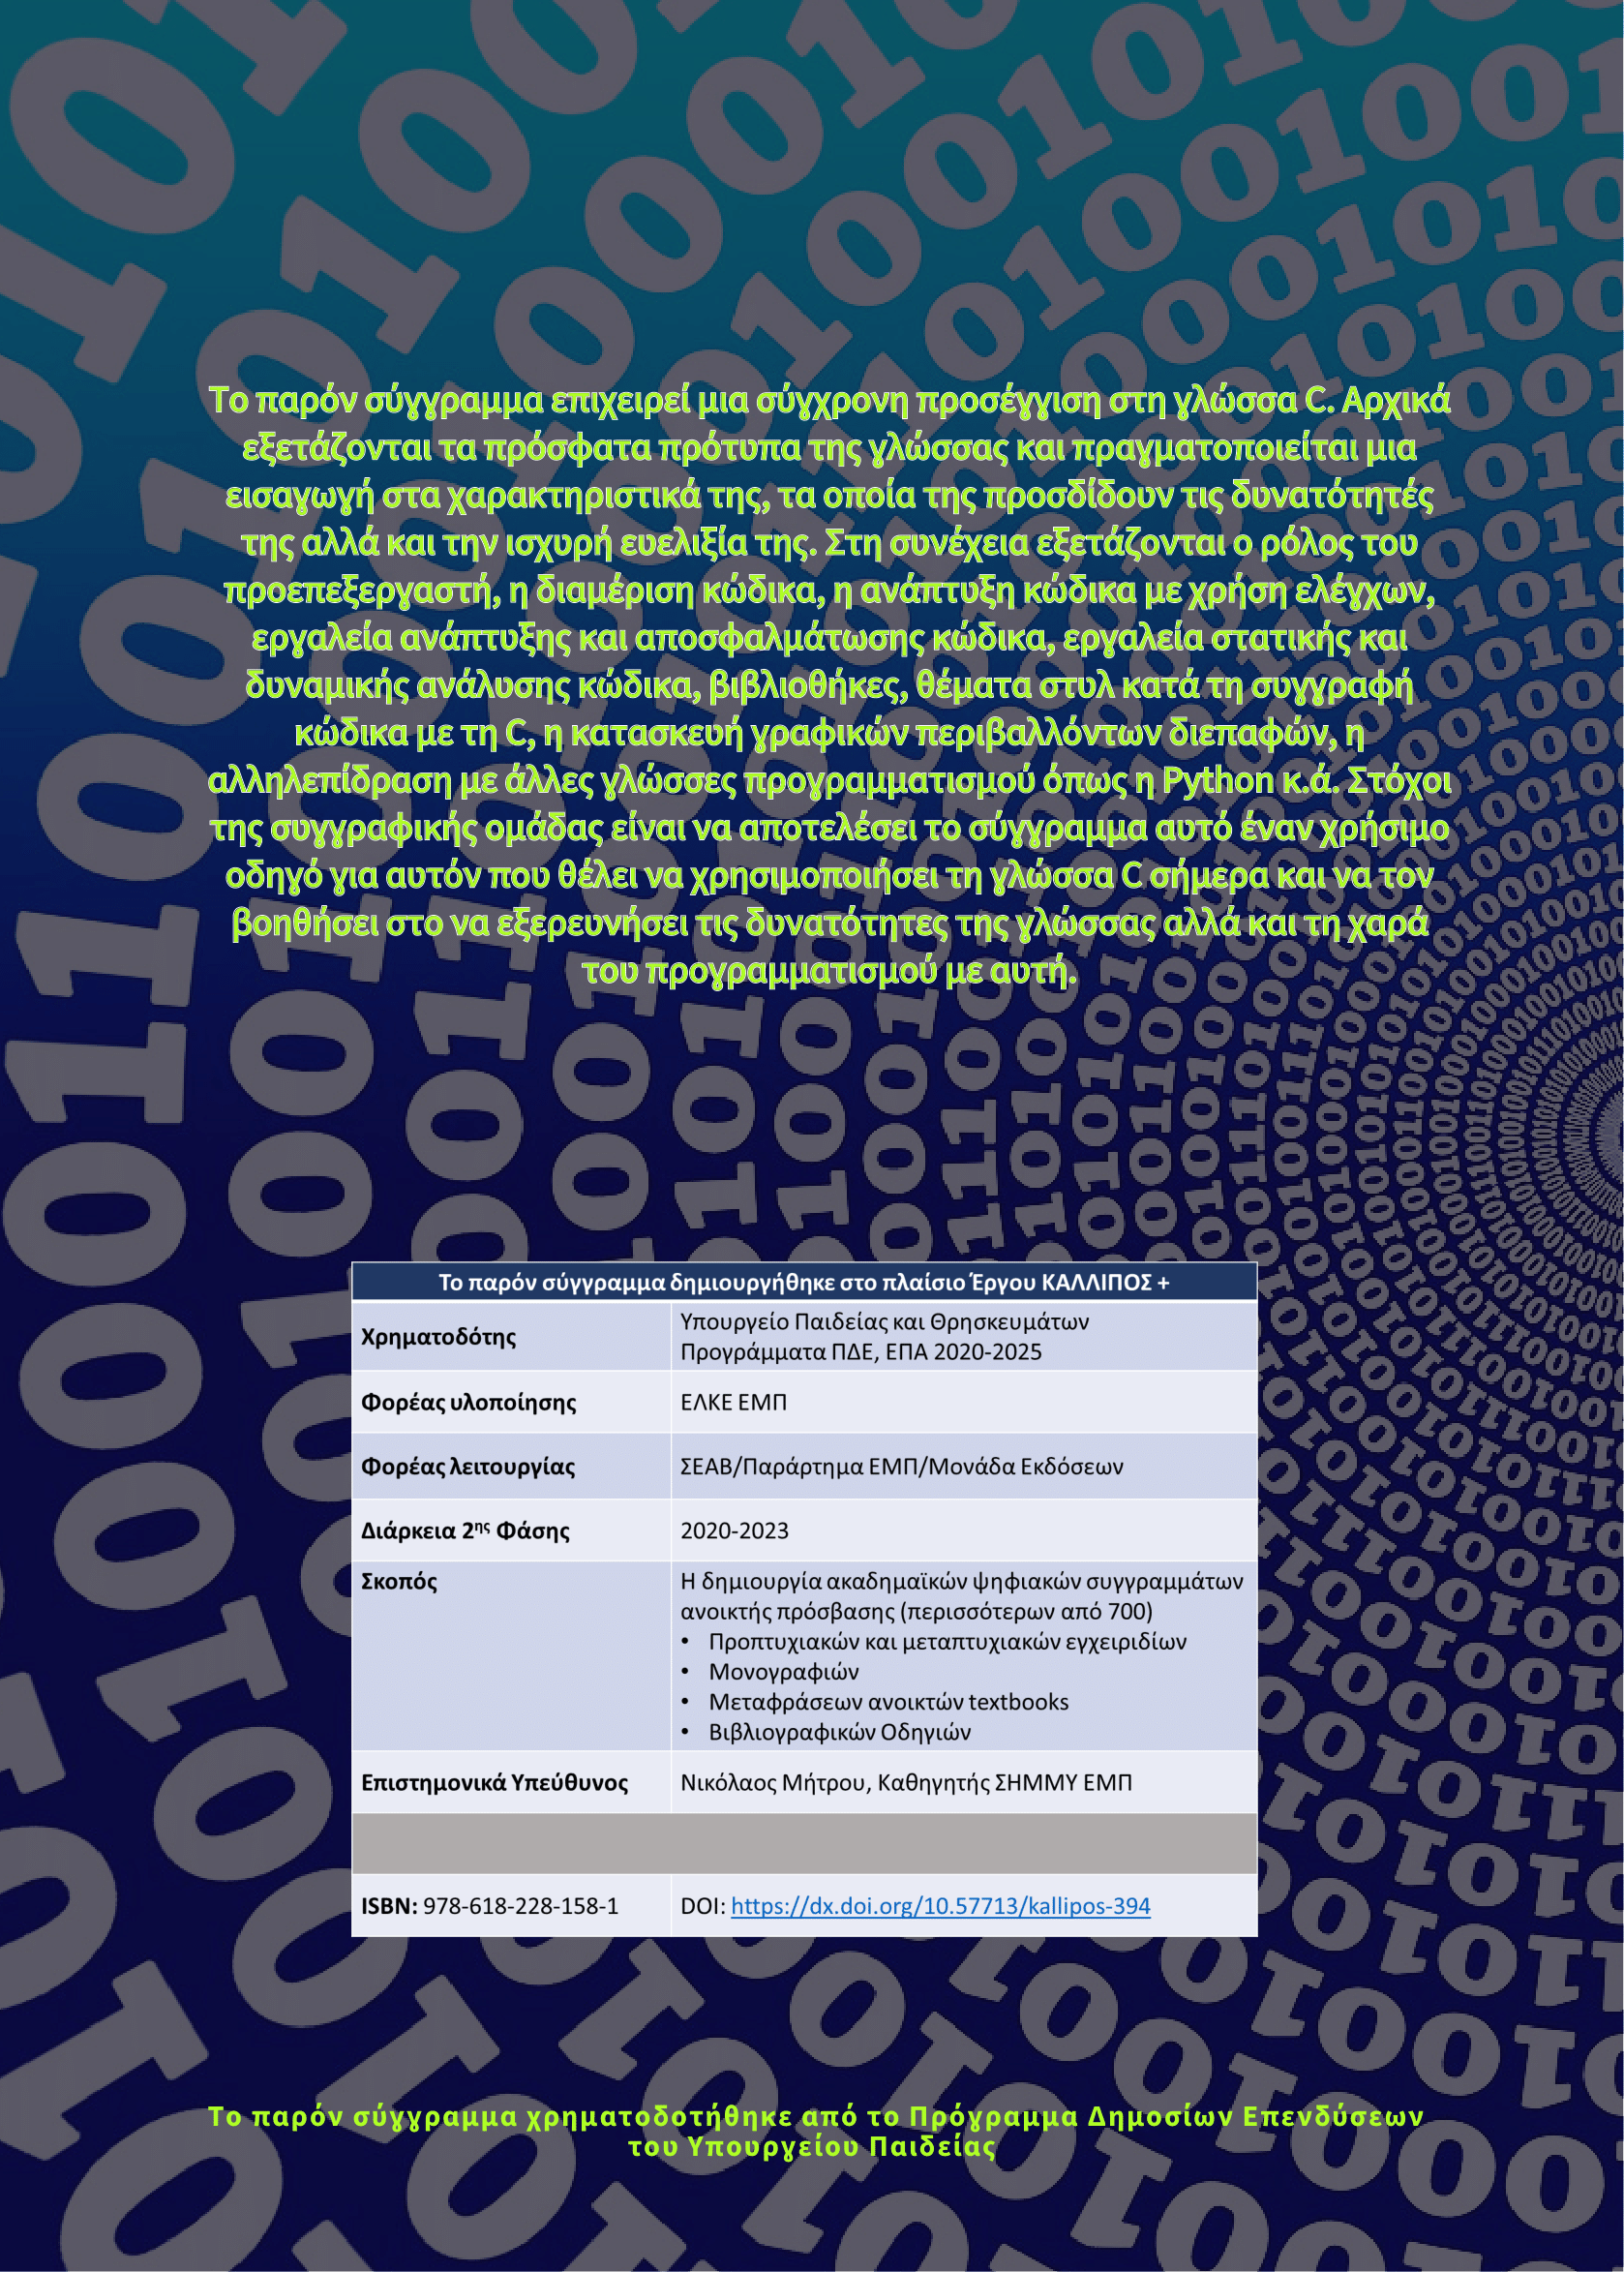 Το παρόν σύγγραμμα επιχειρεί μια σύγχρονη προσέγγιση στη γλώσσα C. Αρχικά
εξετάζονται τα πρόσφατα πρότυπα της γλώσσας και πραγματοποιείται μια
εισαγωγή στα χαρακτηριστικά της, τα οποία της προσδίδουν τις δυνατότητές
της αλλά και την ισχυρή ευελιξία της. Στη συνέχεια εξετάζονται ο ρόλος του
προεπεξεργαστή, η διαμέριση κώδικα, η ανάπτυξη κώδικα με χρήση ελέγχων,
εργαλεία ανάπτυξης και αποσφαλμάτωσης κώδικα, εργαλεία στατικής και
δυναμικής ανάλυσης κώδικα, βιβλιοθήκες, θέματα στυλ κατά τη συγγραφή
κώδικα με τη C, η κατασκευή γραφικών περιβαλλόντων διεπαφών, η
αλληλεπίδραση με άλλες γλώσσες προγραμματισμού όπως η Python κ.ά. Στόχοι
της συγγραφικής ομάδας είναι να αποτελέσει το σύγγραμμα αυτό έναν χρήσιμο
οδηγό για αυτόν που θέλει να χρησιμοποιήσει τη γλώσσα C σήμερα και να τον
βοηθήσει στο να εξερευνήσει τις δυνατότητες της γλώσσας αλλά και τη χαρά
του προγραμματισμού με αυτή.
Το παρόν σύγγραμμα δημιουργήθηκε στο πλαίσιο Έργου ΚΑΛΛΙΠΟΣ +
Χρηματοδότης
Υπουργείο Παιδείας και Θρησκευμάτων
Προγράμματα ΠΔΕ, ΕΠΑ 2020-2025
Φορέας υλοποίησης
ΕΛΚΕ ΕΜΠ
Φορέας λειτουργίας
ΣΕΑΒ/Παράρτημα ΕΜΠ/Μονάδα Εκδόσεων
Διάρκεια 2ης Φάσης
2020-2023
Σκοπός
Η δημιουργία ακαδημαϊκών ψηφιακών συγγραμμάτων
ανοικτής πρόσβασης (περισσότερων από 700)
• Προπτυχιακών και μεταπτυχιακών εγχειριδίων
• Μονογραφιών
• Μεταφράσεων ανοικτών textbooks
• Βιβλιογραφικών Οδηγιών
Επιστημονικά Υπεύθυνος
Νικόλαος Μήτρου, Καθηγητής ΣΗΜΜΥ ΕΜΠ
ISBN: 978-618-228-158-1
DOI: https://dx.doi.org/10.57713/kallipos-394
Το παρόν σύγγραμμα χρηματοδοτήθηκε από το Πρόγραμμα Δημοσίων Επενδύσεων
του Υπουργείου Παιδείας